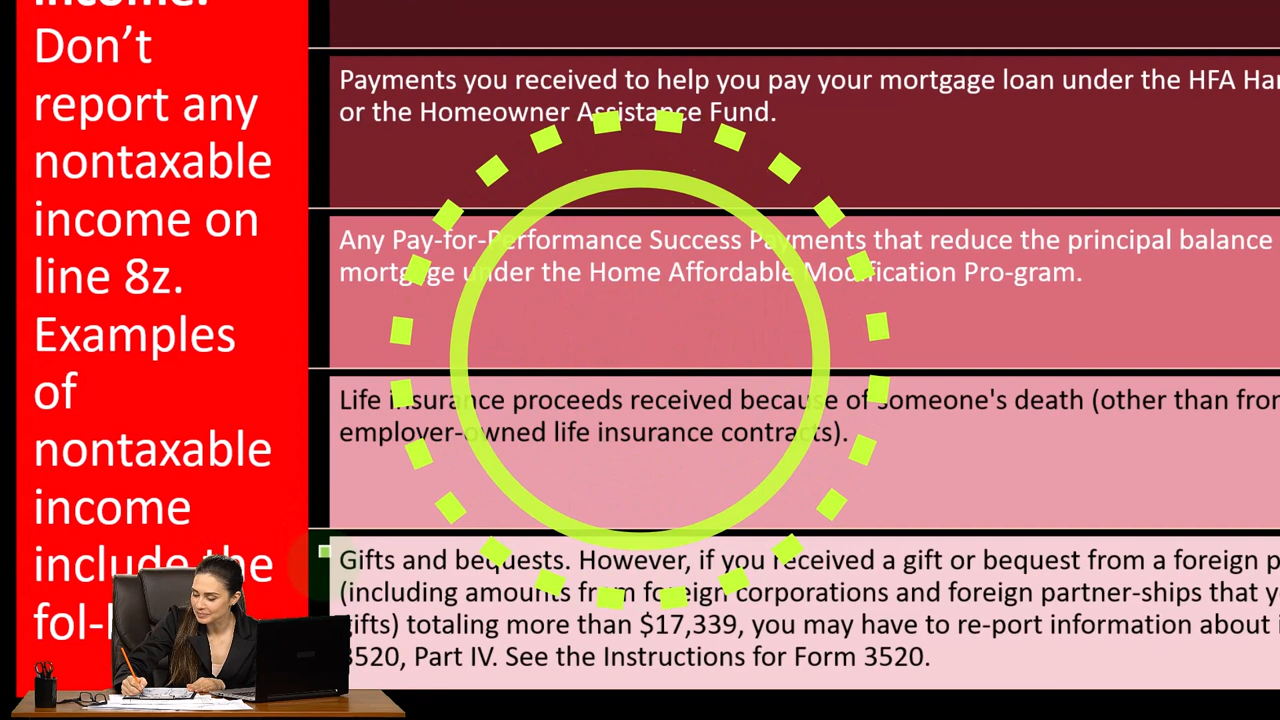 income.
Don’t
report any
nontaxable
income on
line 8z.
Examples
of
nontaxable
income
include the
fol-
Payments you received to help you pay your mortgage loan under the HFA
or the Homeowner Assistance Fund.
Any Pay-for-Performance Success Payments that reduce the principal balance
mortgage under the Home Affordable Modification Pro-gram.
Life insurance proceeds received because of someone's death (other than
employer-owned life insurance contracts).
Gifts and bequests. However, if you received a gift or bequest from a foreign
(including amounts from foreign corporations and foreign partner-ships that
gifts) totaling more than $17,339, you may have to re-port information about
3520, Part IV. See the Instructions for Form 3520.